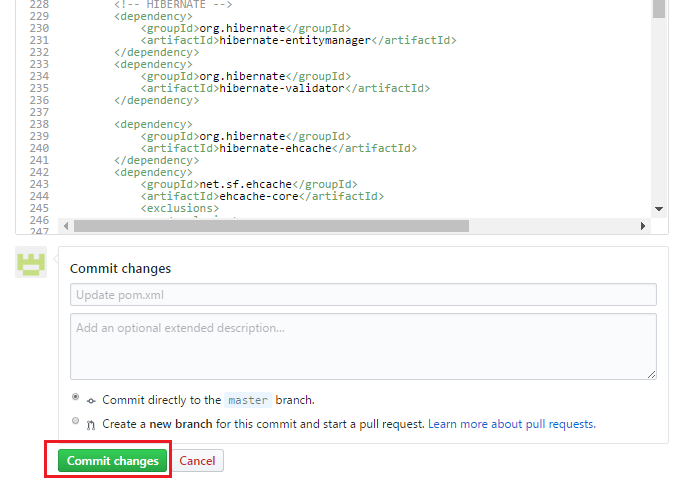 228 <!-- HIBERNATE -->
229 <dependency>
230 <groupId>org.hibernate</groupId>
231 <artifactId>hibernate-entitymanager</artifactId>
232 </dependency>
233 <dependency>
234 <groupId>org.hibernate</groupId>
235 <artifactId>hibernate-validator</artifactId>
236 </dependency>
237
238 <dependency>
239 <groupId>org.hibernate</groupId>
240 <artifactId>hibernate-ehcache</artifactId>
241 </dependency>
242 <dependency>
243 <groupId>net.sf.ehcache</groupId>
244 <artifactId>ehcache-core</artifactId>
245 <exclusions>
246
247
Commit changes
Update pom.xml
Add an optional extended description...
Commit directly to the master branch.
Create a new branch for this commit and start a pull request. Learn more about pull requests.
Commit changes Cancel